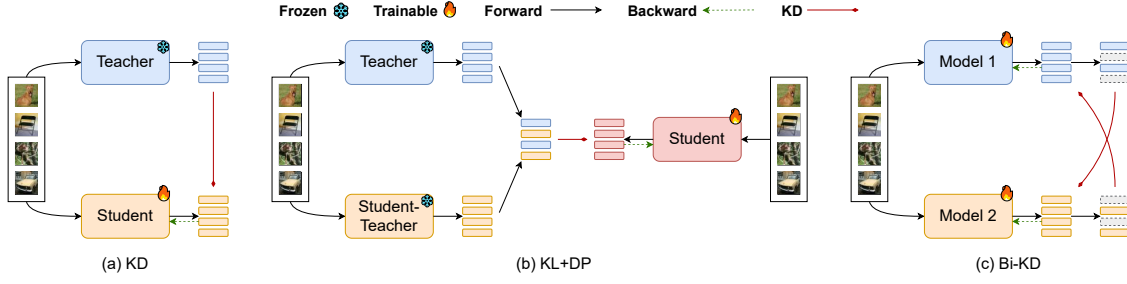 Frozen Trainable Forward Backward KD
Teacher
Student
(a) KD
Teacher
Student-
Teacher
Student
(b) KL+DP
Model 1
Model 2
(c) Bi-KD